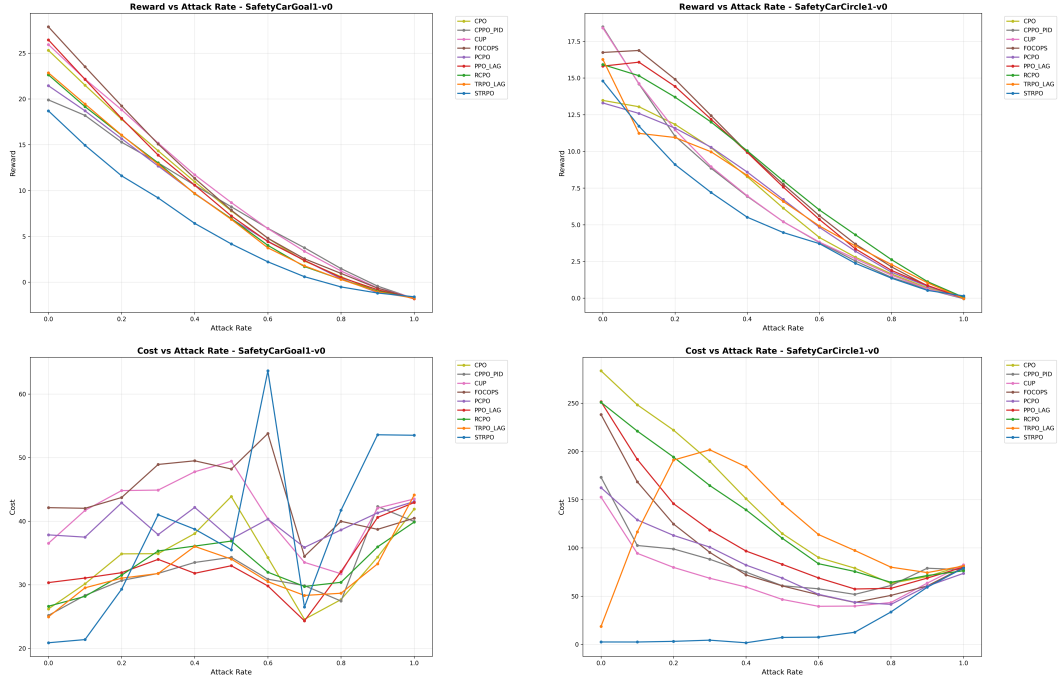 Reward vs Attack Rate - SafetyCarGoal1-v0
25
20
15
10
5
0
Reward
0.0 0.2 0.4 0.6 0.8 1.0
Attack Rate
CPO
CPPO_PID
CUP
FOCOPS
PCPO
PPO_LAG
RCPO
TRPO_LAG
STRPO
Reward vs Attack Rate - SafetyCarCircle1-v0
17.5
15.0
12.5
10.0
7.5
5.0
2.5
0.0
Reward
0.0 0.2 0.4 0.6 0.8 1.0
Attack Rate
CPO
CPPO_PID
CUP
FOCOPS
PCPO
PPO_LAG
RCPO
TRPO_LAG
STRPO
Cost vs Attack Rate - SafetyCarGoal1-v0
60
50
40
30
20
Cost
0.0 0.2 0.4 0.6 0.8 1.0
Attack Rate
CPO
CPPO_PID
CUP
FOCOPS
PCPO
PPO_LAG
RCPO
TRPO_LAG
STRPO
Cost vs Attack Rate - SafetyCarCircle1-v0
250
200
150
100
50
0
Cost
0.0 0.2 0.4 0.6 0.8 1.0
Attack Rate
CPO
CPPO_PID
CUP
FOCOPS
PCPO
PPO_LAG
RCPO
TRPO_LAG
STRPO